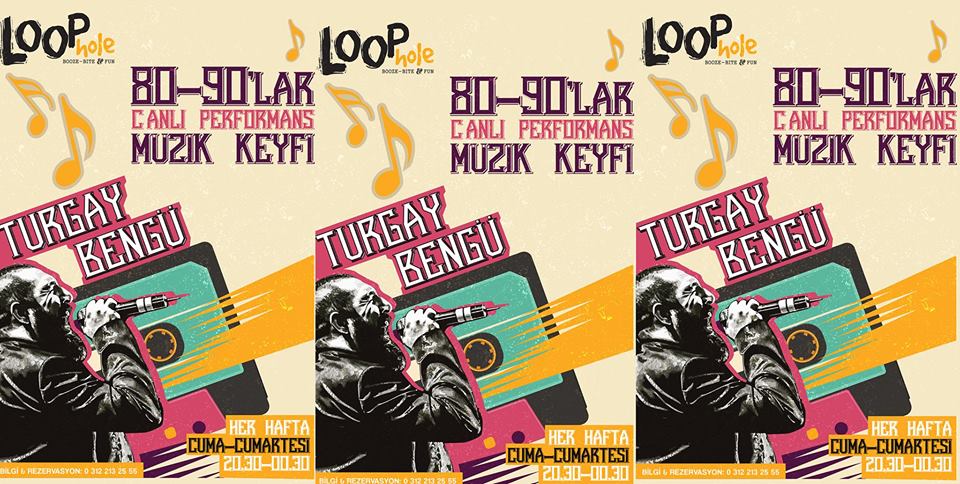 LOOP
hole
BOOZE-BITE & FUN
80-90'LAR
CANLI PERFORMANS
MÜZİK KEYFİ
TURGAY
BENGÜ
HER HAFTA
CUMA-CUMARTESİ
20.30-00.30
BİLGİ & REZERVASYON: 0 312 213 25 55
LOOP
hole
BOOZE-BITE & FUN
80-90'LAR
CANLI PERFORMANS
MÜZİK KEYFİ
TURGAY
BENGÜ
HER HAFTA
CUMA-CUMARTESİ
20.30-00.30
BİLGİ & REZERVASYON: 0 312 213 25 55
LOOP
hole
BOOZE-BITE & FUN
80-90'LAR
CANLI PERFORMANS
MÜZİK KEYFİ
TURGAY
BENGÜ
HER HAFTA
CUMA-CUMARTESİ
20.30-00.30
BİLGİ & REZERVASYON: 0 312 213 25 55